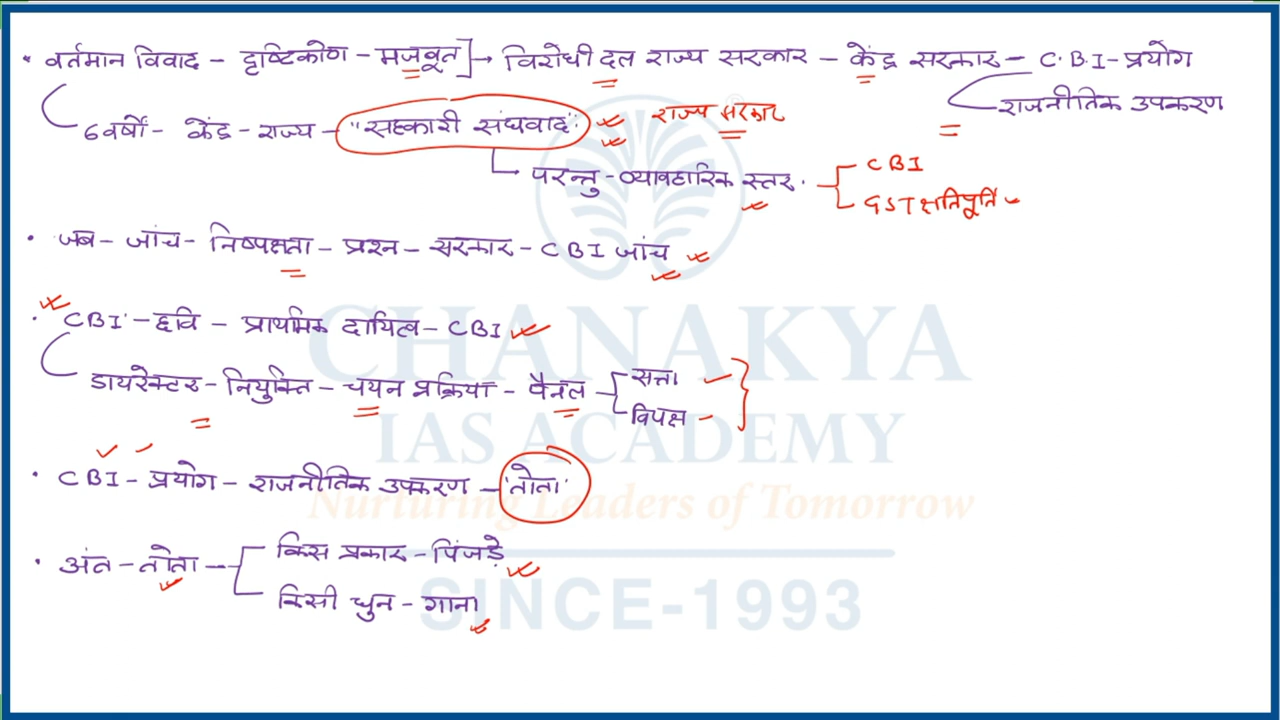 • वर्तमान विवाद - दृष्टिकोण - मजबूत] → विरोधी दल राज्य सरकार - केंद्र सरकार - C.B.I - प्रयोग
राजनीतिक उपकरण
6 वर्षों - केंद्र - राज्य - "सहकारी संघवाद" राज्य सरकार
परन्तु - व्यावहारिक स्तर.
CBI
GST क्षतिपूर्ति
• जब - जांच - निष्पक्षता - प्रश्न - सरकार - CBI जांच
• CBI - छवि - प्राथमिक दायित्व - CBI
डायरेक्टर - नियुक्ति - चयन प्रक्रिया - पैनल
सत्ता
विपक्ष
• CBI - प्रयोग - राजनीतिक उपकरण - 'तोता'
• अंत - तोता
किस प्रकार - पिंजड़े
किसी धुन - गाना
CHANAKYA
IAS ACADEMY
Nurturing Leaders of Tomorrow
SINCE-1993